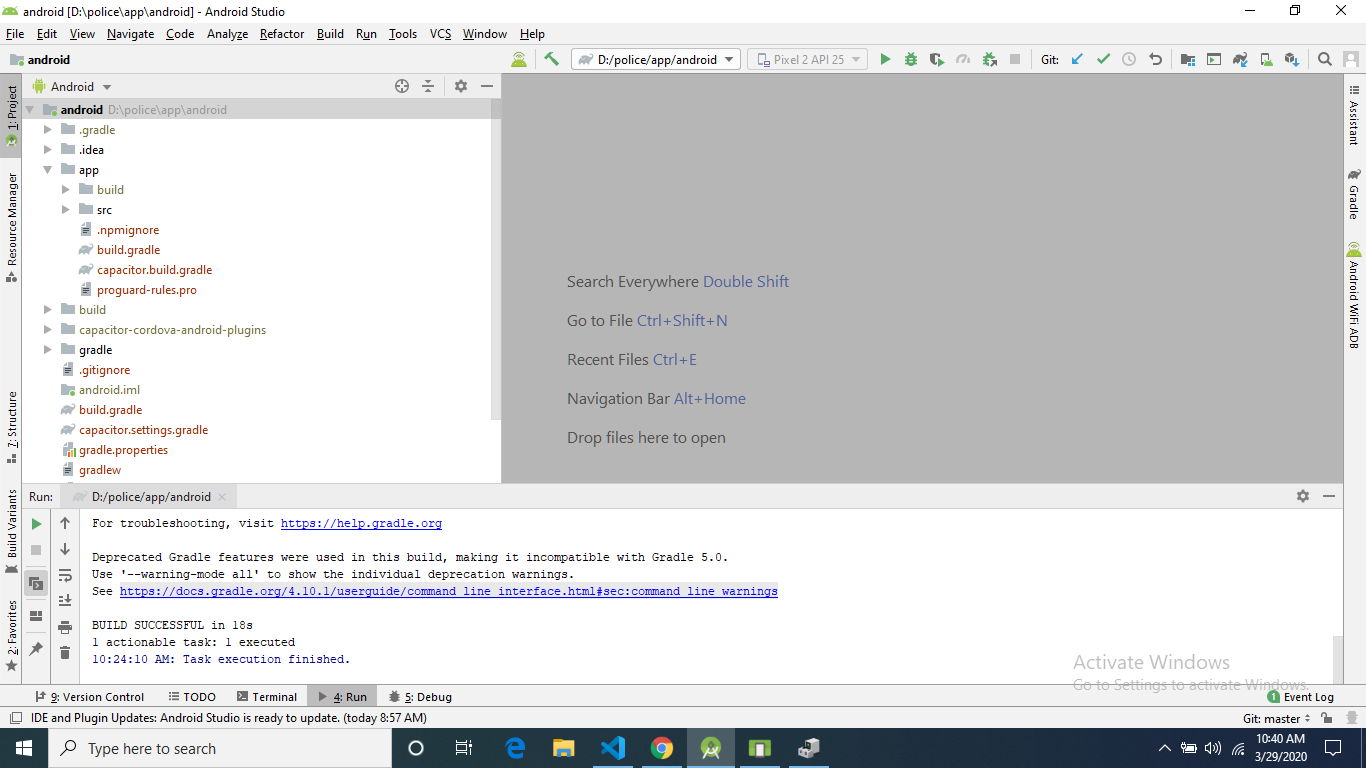 android [D:\police\app\android] - Android Studio
File Edit View Navigate Code Analyze Refactor Build Run Tools VCS Window Help
android
D:/police/app/android
Pixel 2 API 25
Git:
1: Project
Resource Manager
7: Structure
Build Variants
2: Favorites
Android
android D:\police\app\android
.gradle
.idea
app
build
src
.npmignore
build.gradle
capacitor.build.gradle
proguard-rules.pro
build
capacitor-cordova-android-plugins
gradle
.gitignore
android.iml
build.gradle
capacitor.settings.gradle
gradle.properties
gradlew
Search Everywhere Double Shift
Go to File Ctrl+Shift+N
Recent Files Ctrl+E
Navigation Bar Alt+Home
Drop files here to open
Assistant
Gradle
Android WiFi ADB
Run: D:/police/app/android
For troubleshooting, visit https://help.gradle.org
Deprecated Gradle features were used in this build, making it incompatible with Gradle 5.0.
Use '--warning-mode all' to show the individual deprecation warnings.
See https://docs.gradle.org/4.10.1/userguide/command_line_interface.html#sec:command_line_warnings
BUILD SUCCESSFUL in 18s
1 actionable task: 1 executed
10:24:10 AM: Task execution finished.
Activate Windows
Go to Settings to activate Windows.
9: Version Control TODO Terminal 4: Run 5: Debug
1 Event Log
IDE and Plugin Updates: Android Studio is ready to update. (today 8:57 AM)
Git: master
Type here to search
10:40 AM
3/29/2020